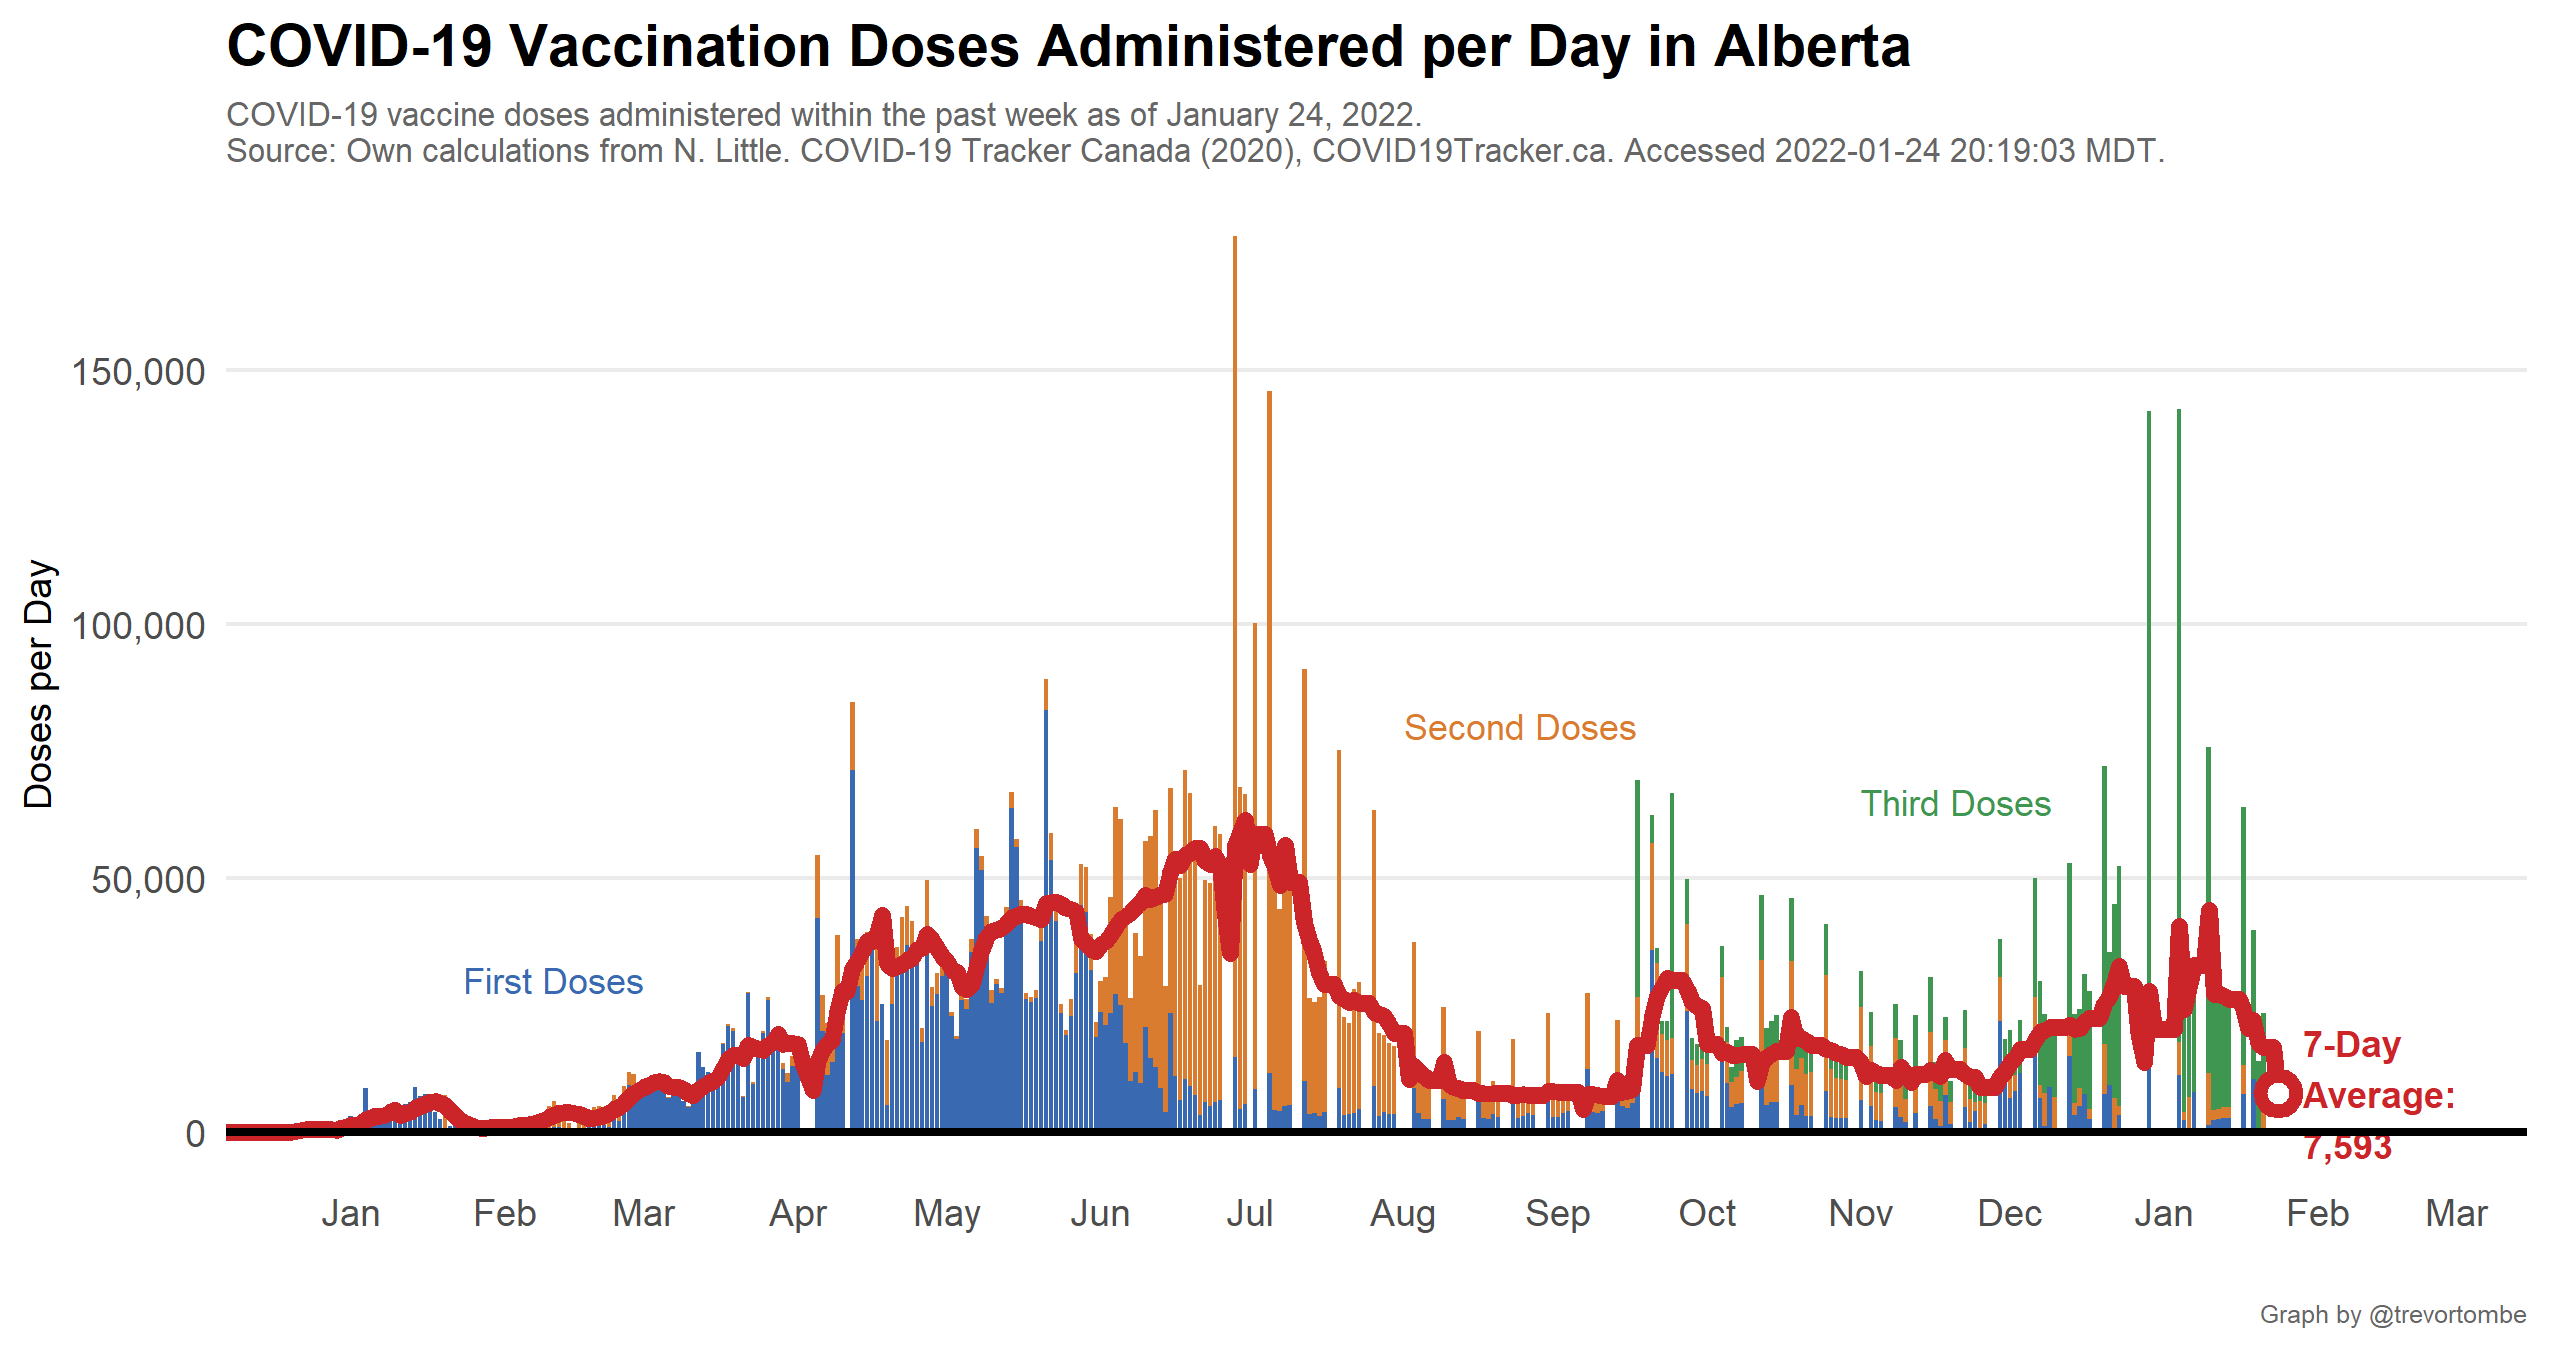 COVID-19 Vaccination Doses Administered per Day in Alberta
COVID-19 vaccine doses administered within the past week as of January 24, 2022.
Source: Own calculations from N. Little. COVID-19 Tracker Canada (2020), COVID19Tracker.ca. Accessed 2022-01-24 20:19:03 MDT.
Doses per Day
150,000
100,000
50,000
0
Second Doses
Third Doses
First Doses
7-Day
Average:
7,593
Jan Feb Mar Apr May Jun Jul Aug Sep Oct Nov Dec Jan Feb Mar
Graph by @trevortombe